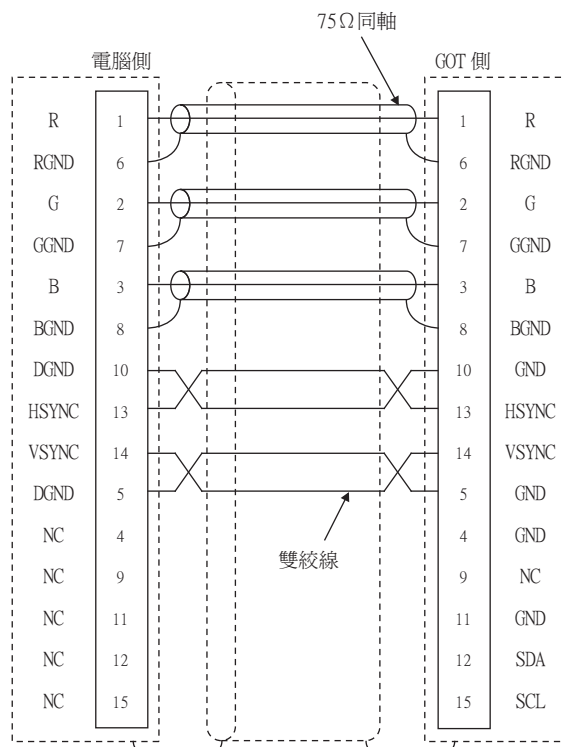 75Ω同軸
電腦側 GOT 側
R 1 1 R
RGND 6 6 RGND
G 2 2 G
GGND 7 7 GGND
B 3 3 B
BGND 8 8 BGND
DGND 10 10 GND
HSYNC 13 13 HSYNC
VSYNC 14 14 VSYNC
DGND 5 5 GND
NC 4 4 GND
雙絞線
NC 9 9 NC
NC 11 11 GND
NC 12 12 SDA
NC 15 15 SCL